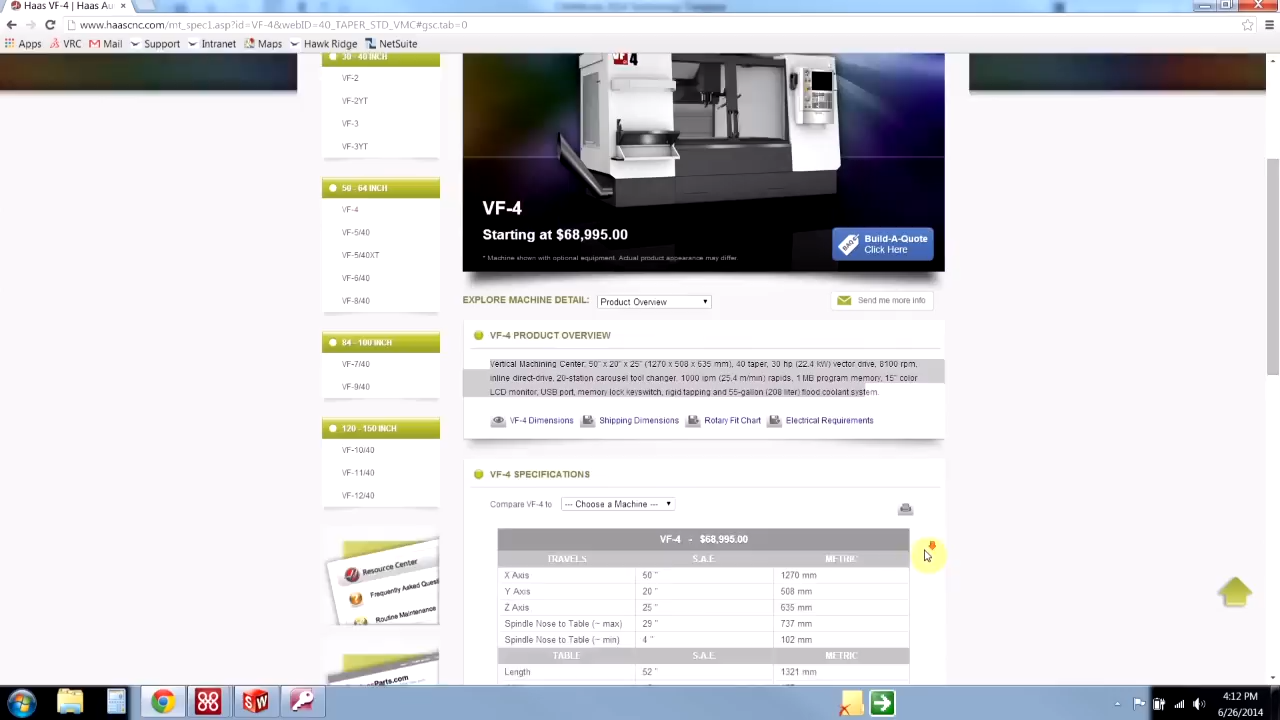 Haas VF-4 | Haas Au
www.haascnc.com/mt_spec1.asp?id=VF-4&webID=40_TAPER_STD_VMC#gsc.tab=0
Apps VRC Mail Support Intranet Maps Hawk Ridge NetSuite
30 - 40 INCH
VF-2
VF-2YT
VF-3
VF-3YT
50 - 64 INCH
VF-4
VF-5/40
VF-5/40XT
VF-6/40
VF-8/40
84 - 100 INCH
VF-7/40
VF-9/40
120 - 150 INCH
VF-10/40
VF-11/40
VF-12/40
Resource Center
Frequently Asked Ques
Routine Maintenance
Parts.com
VF-4
Starting at $68,995.00
* Machine shown with optional equipment. Actual product appearance may differ
Build-A-Quote
Click Here
BAQ
EXPLORE MACHINE DETAIL: Product Overview
Send me more info
VF-4 PRODUCT OVERVIEW
Vertical Machining Center; 50" x 20" x 25" (1270 x 508 x 635 mm), 40 taper, 30 hp (22.4 kW) vector drive, 8100 rpm,
inline direct-drive, 20-station carousel tool changer, 1000 ipm (25.4 m/min) rapids, 1 MB program memory, 15" color
LCD monitor, USB port, memory lock keyswitch, rigid tapping and 55-gallon (208 liter) flood coolant system.
VF-4 Dimensions Shipping Dimensions Rotary Fit Chart Electrical Requirements
VF-4 SPECIFICATIONS
Compare VF-4 to --- Choose a Machine ---
VF-4 - $68,995.00
TRAVELS S.A.E. METRIC
X Axis 50 " 1270 mm
Y Axis 20 " 508 mm
Z Axis 25 " 635 mm
Spindle Nose to Table (~ max) 29 " 737 mm
Spindle Nose to Table (~ min) 4 " 102 mm
TABLE S.A.E. METRIC
Length 52 " 1321 mm
4:12 PM
6/26/2014